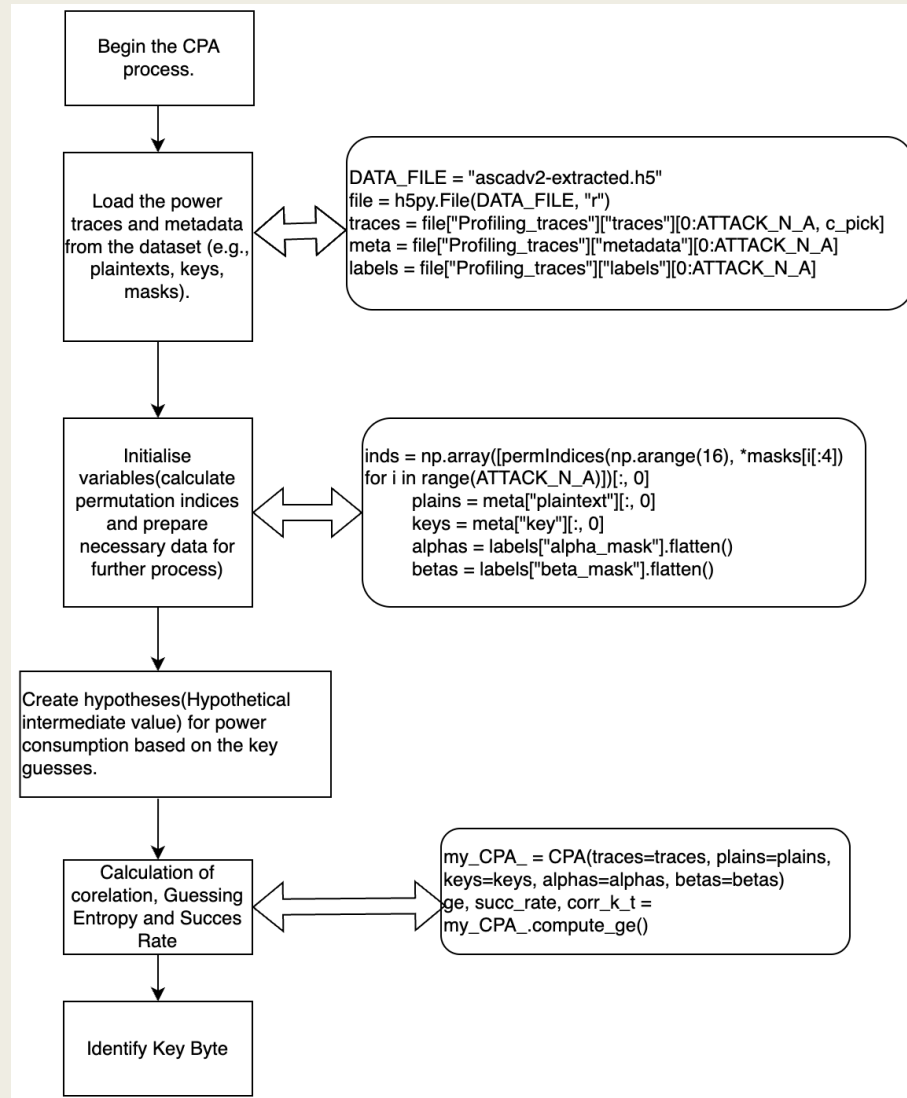 Begin the CPA
process.
Load the power
traces and metadata
from the dataset (e.g.,
plaintexts, keys,
masks).
DATA_FILE = "ascadv2-extracted.h5"
file = h5py.File(DATA_FILE, "r")
traces = file["Profiling_traces"]["traces"][0:ATTACK_N_A, c_pick]
meta = file["Profiling_traces"]["metadata"][0:ATTACK_N_A]
labels = file["Profiling_traces"]["labels"][0:ATTACK_N_A]
Initialise
variables(calculate
permutation indices
and prepare
necessary data for
further process)
inds = np.array([permIndices(np.arange(16), *masks[i[:4])
for i in range(ATTACK_N_A)])[:, 0]
plains = meta["plaintext"][:, 0]
keys = meta["key"][:, 0]
alphas = labels["alpha_mask"].flatten()
betas = labels["beta_mask"].flatten()
Create hypotheses(Hypothetical
intermediate value) for power
consumption based on the key
guesses.
Calculation of
corelation, Guessing
Entropy and Succes
Rate
my_CPA_ = CPA(traces=traces, plains=plains,
keys=keys, alphas=alphas, betas=betas)
ge, succ_rate, corr_k_t =
my_CPA_.compute_ge()
Identify Key Byte